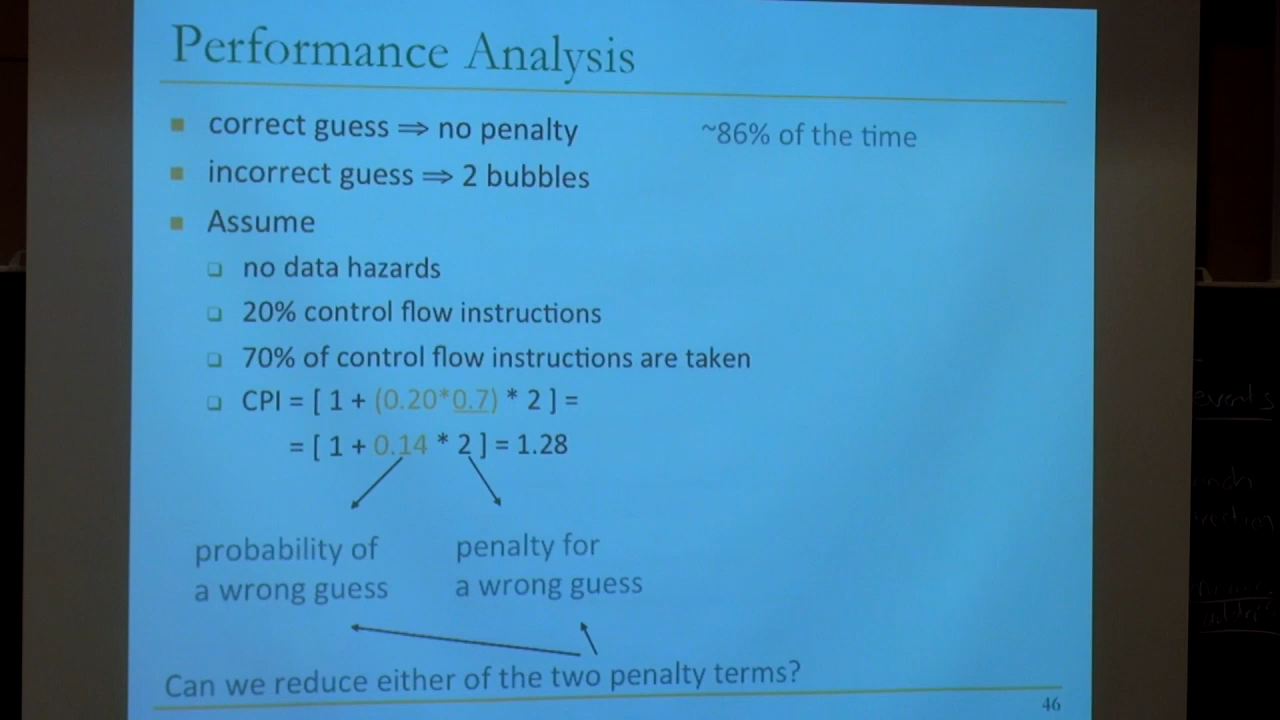 Performance Analysis
correct guess ⇒ no penalty ~86% of the time
incorrect guess ⇒ 2 bubbles
Assume
no data hazards
20% control flow instructions
70% of control flow instructions are taken
CPI = [ 1 + (0.20*0.7) * 2 ] =
= [ 1 + 0.14 * 2 ] = 1.28
probability of penalty for
a wrong guess a wrong guess
Can we reduce either of the two penalty terms?
46